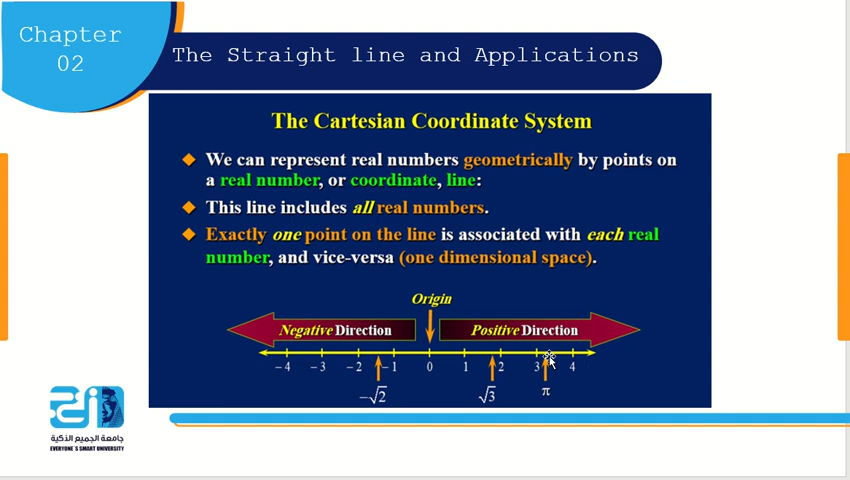 Chapter
02
The Straight line and Applications
The Cartesian Coordinate System
We can represent real numbers geometrically by points on
a real number, or coordinate, line:
This line includes all real numbers.
Exactly one point on the line is associated with each real
number, and vice-versa (one dimensional space).
Origin
Negative Direction
Positive Direction
– 4 – 3 – 2 – 1 0 1 2 3 4
–√2 √3 π
جامعة الجميع الذكية
EVERYONE'S SMART UNIVERSITY